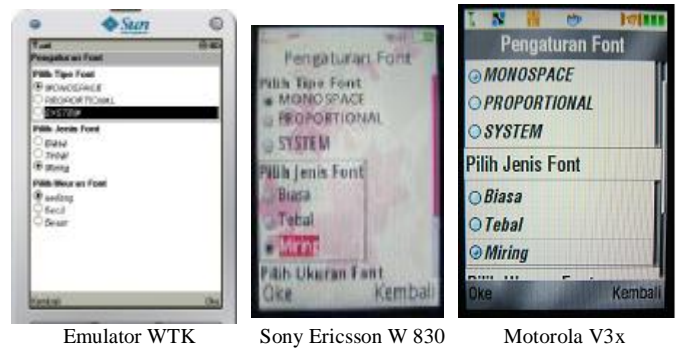 Sun
Pengaturan Font
Pilih Tipe Font
MONOSPACE
PROPORTIONAL
SYSTEM
Pilih Jenis Font
Biasa
Tebal
Miring
Pilih Ukuran Font
sedang
Kecil
Besar
Kembali
Oke
Pengaturan Font
Pilih Tipe Font
MONOSPACE
PROPORTIONAL
SYSTEM
Pilih Jenis Font
Biasa
Tebal
Miring
Pilih Ukuran Font
Oke Kembali
Pengaturan Font
MONOSPACE
PROPORTIONAL
SYSTEM
Pilih Jenis Font
Biasa
Tebal
Miring
Oke Kembali
Emulator WTK Sony Ericsson W 830 Motorola V3x